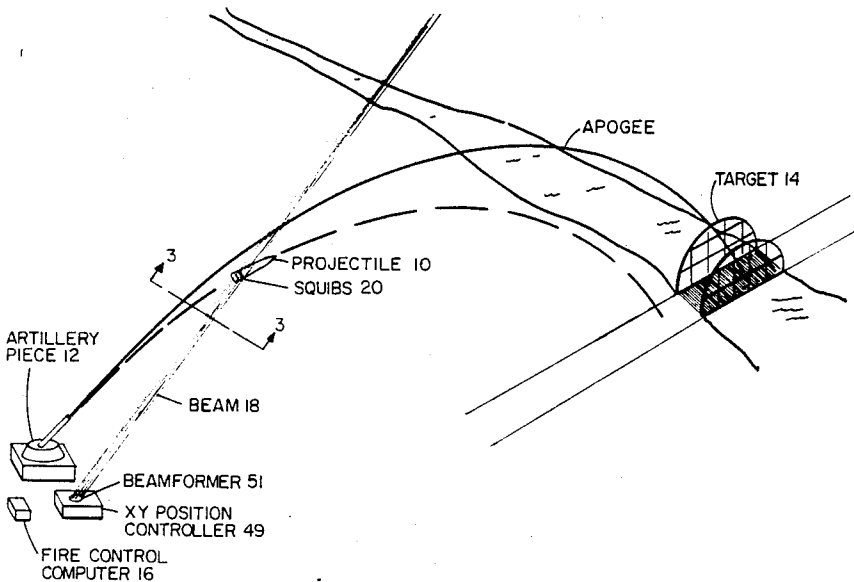 APOGEE
TARGET 14
3
PROJECTILE 10
SQUIBS 20
3
ARTILLERY
PIECE 12
BEAM 18
BEAMFORMER 51
XY POSITION
CONTROLLER 49
FIRE CONTROL
COMPUTER 16